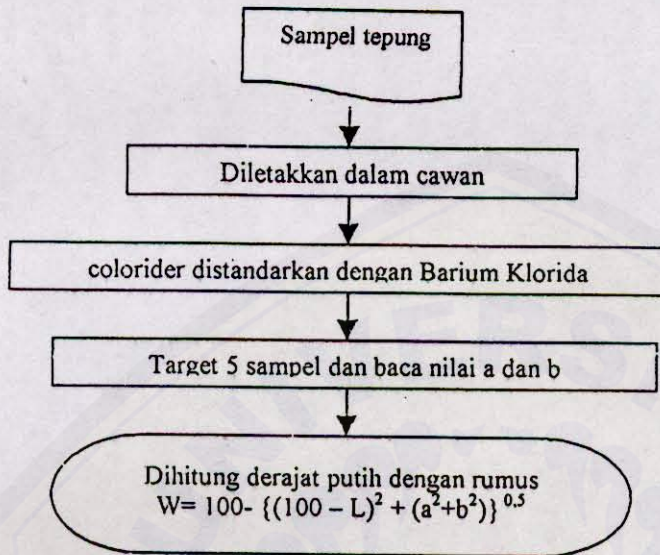 Sampel tepung
Diletakkan dalam cawan
colorider distandarkan dengan Barium Klorida
Target 5 sampel dan baca nilai a dan b
Dihitung derajat putih dengan rumus
W= 100- {(100 – L)² + (a²+b²)} ⁰·⁵
UNIVERSI